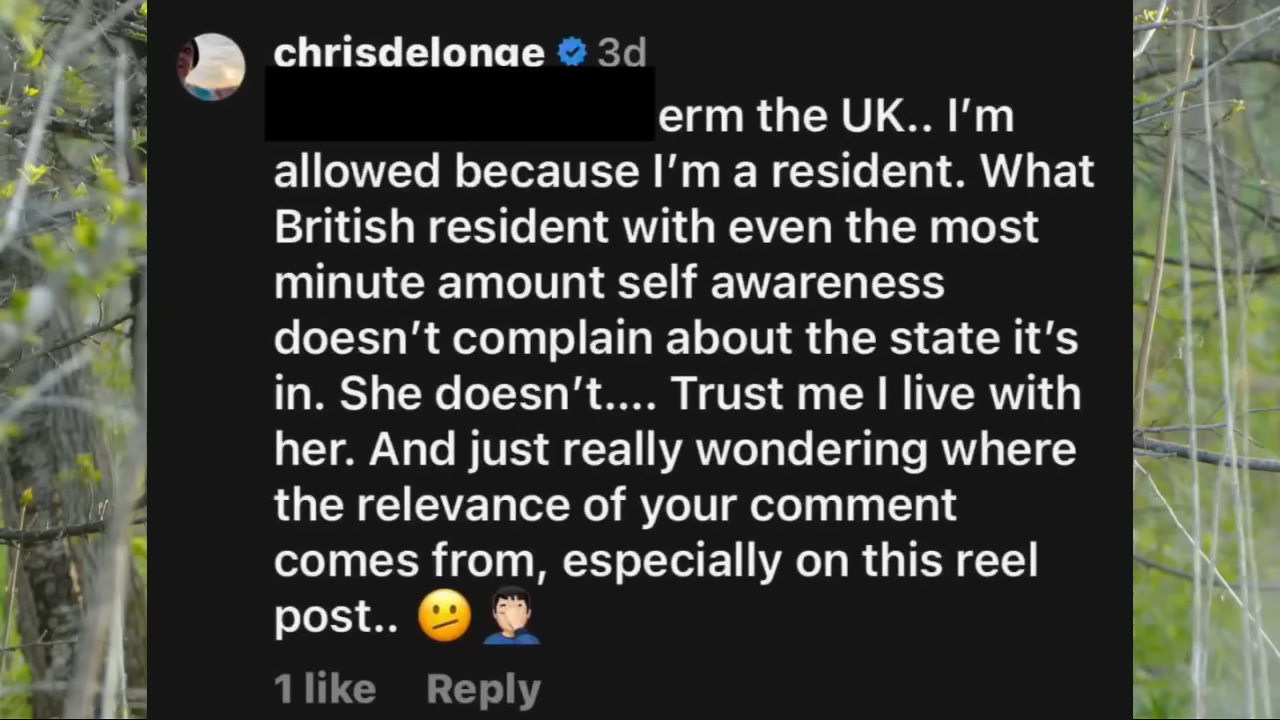 chrisdelonge 3d
erm the UK.. I’m
allowed because I’m a resident. What
British resident with even the most
minute amount self awareness
doesn’t complain about the state it’s
in. She doesn’t.... Trust me I live with
her. And just really wondering where
the relevance of your comment
comes from, especially on this reel
post.. 🫤 🤦🏻‍♂️
1 like Reply